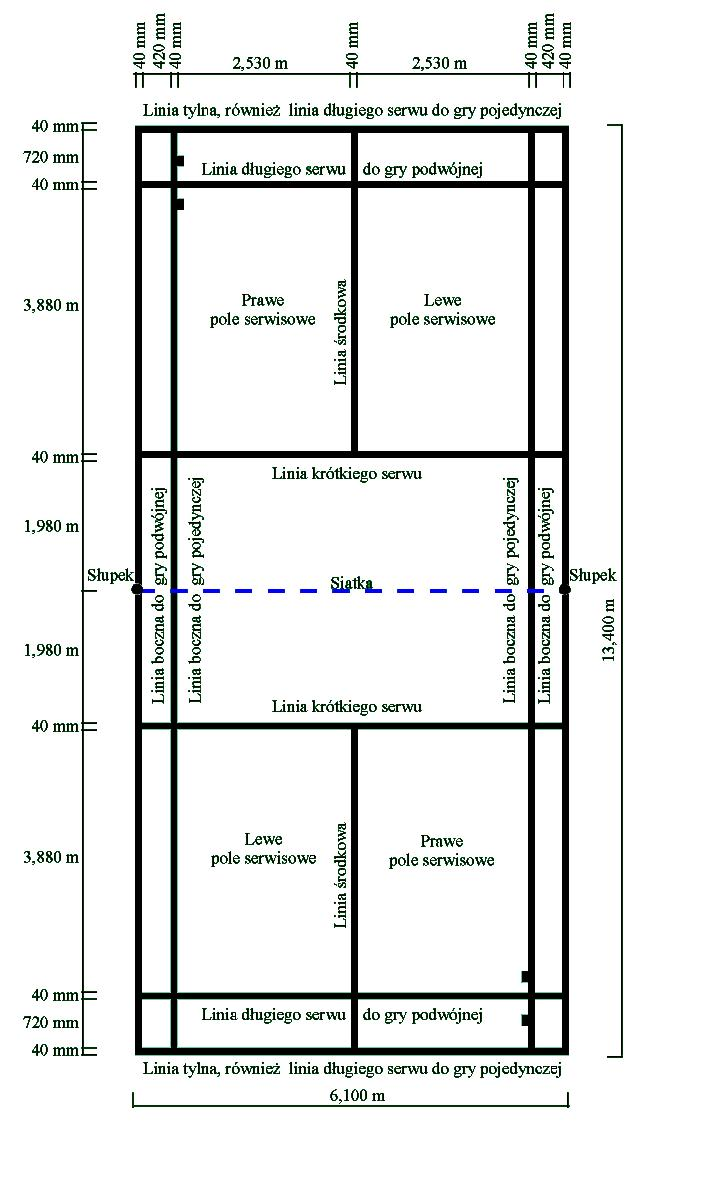 40 mm
420 mm
40 mm
2,530 m
40 mm
2,530 m
40 mm
420 mm
40 mm
Linia tylna, również linia długiego serwu do gry pojedynczej
40 mm
720 mm
Linia długiego serwu do gry podwójnej
40 mm
3,880 m
Prawe
pole serwisowe
Linia środkowa
Lewe
pole serwisowe
40 mm
Linia krótkiego serwu
1,980 m
Linia boczna do gry podwójnej
Linia boczna do gry pojedynczej
Linia boczna do gry pojedynczej
Linia boczna do gry podwójnej
Słupek
Siatka
Słupek
13,400 m
1,980 m
Linia krótkiego serwu
40 mm
3,880 m
Lewe
pole serwisowe
Linia środkowa
Prawe
pole serwisowe
40 mm
Linia długiego serwu do gry podwójnej
720 mm
40 mm
Linia tylna, również linia długiego serwu do gry pojedynczej
6,100 m